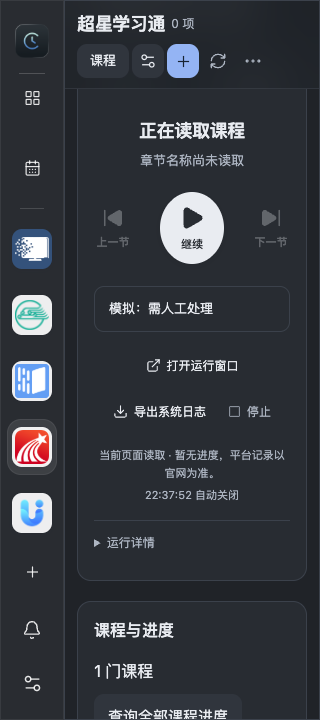 超星学习通 0 项
课程
正在读取课程
章节名称尚未读取
上一节
继续
下一节
模拟：需人工处理
打开运行窗口
导出系统日志
停止
当前页面读取 · 暂无进度，平台记录以
官网为准。
22:37:52 自动关闭
运行详情
课程与进度
1 门课程
查询全部课程进度